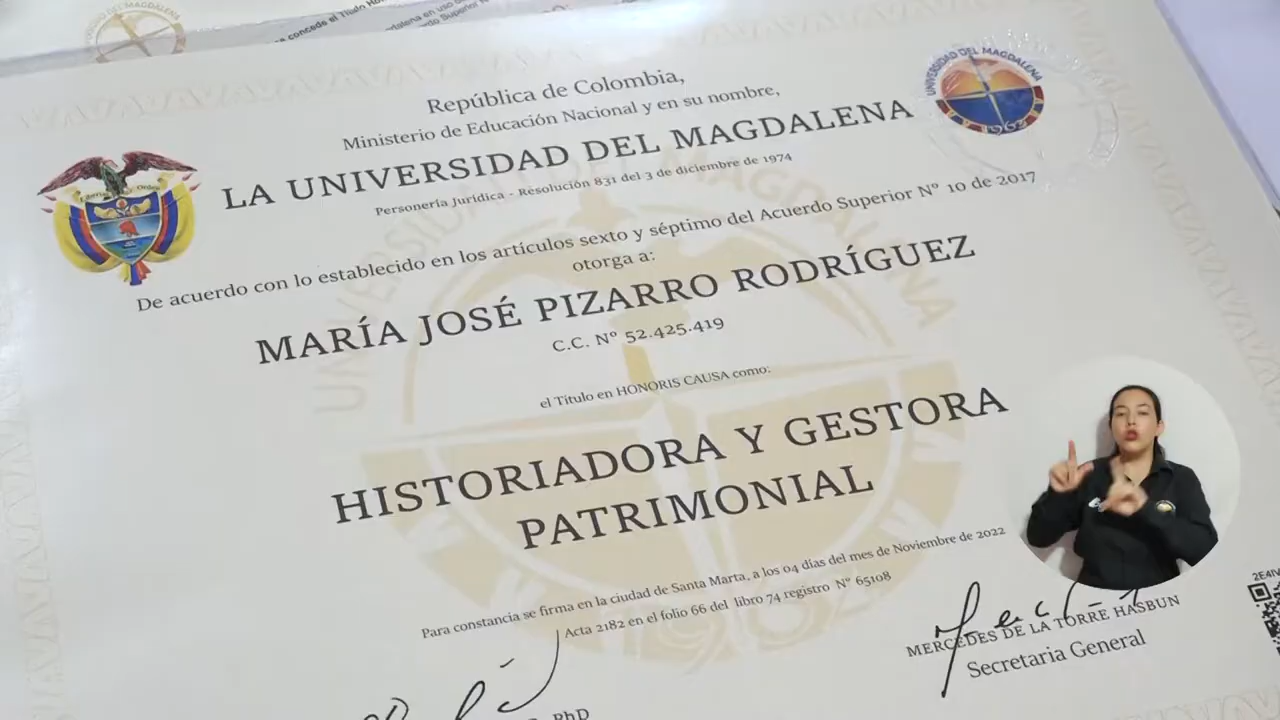 concede el Título Ho
UNIVERSIDAD DEL MAGDALENA
1962
República de Colombia,
Ministerio de Educación Nacional y en su nombre,
LA UNIVERSIDAD DEL MAGDALENA
Personería Jurídica - Resolución 831 del 3 de diciembre de 1974
De acuerdo con lo establecido en los artículos sexto y séptimo del Acuerdo Superior N° 10 de 2017
otorga a:
MARÍA JOSÉ PIZARRO RODRÍGUEZ
C.C. N° 52.425.419
el Título en HONORIS CAUSA como:
HISTORIADORA Y GESTORA
PATRIMONIAL
Para constancia se firma en la ciudad de Santa Marta, a los 04 días del mes de Noviembre de 2022
Acta 2182 en el folio 66 del libro 74 registro N° 65108
MERCEDES DE LA TORRE HASBUN
Secretaria General
PhD